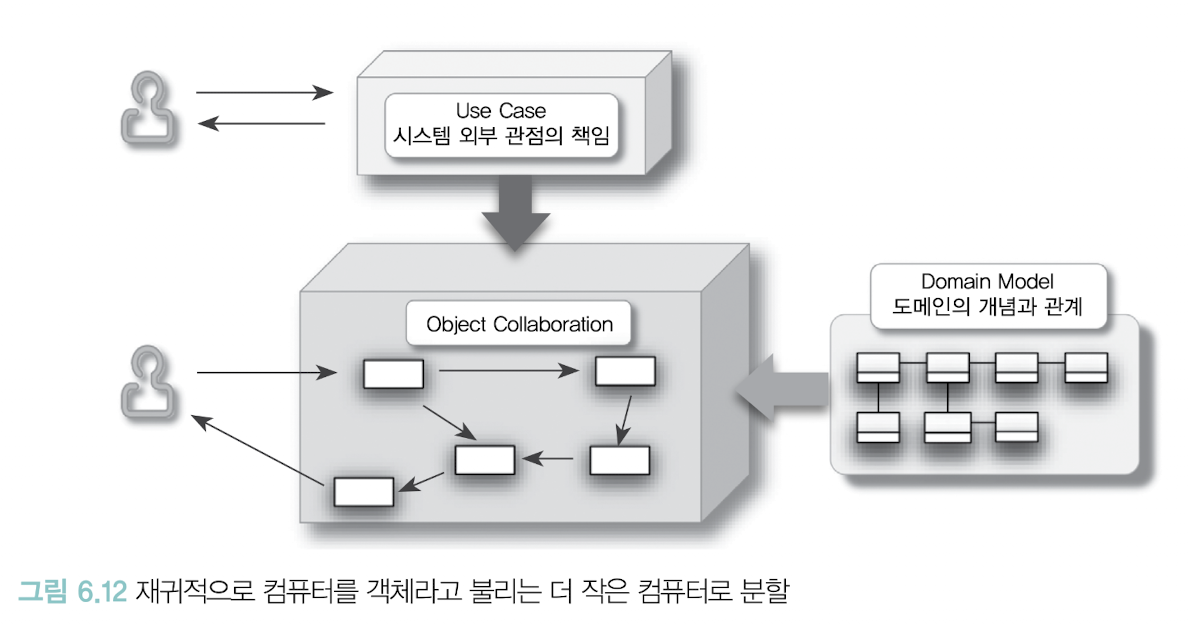 Use Case
시스템 외부 관점의 책임
Domain Model
도메인의 개념과 관계
Object Collaboration
그림 6.12 재귀적으로 컴퓨터를 객체라고 불리는 더 작은 컴퓨터로 분할